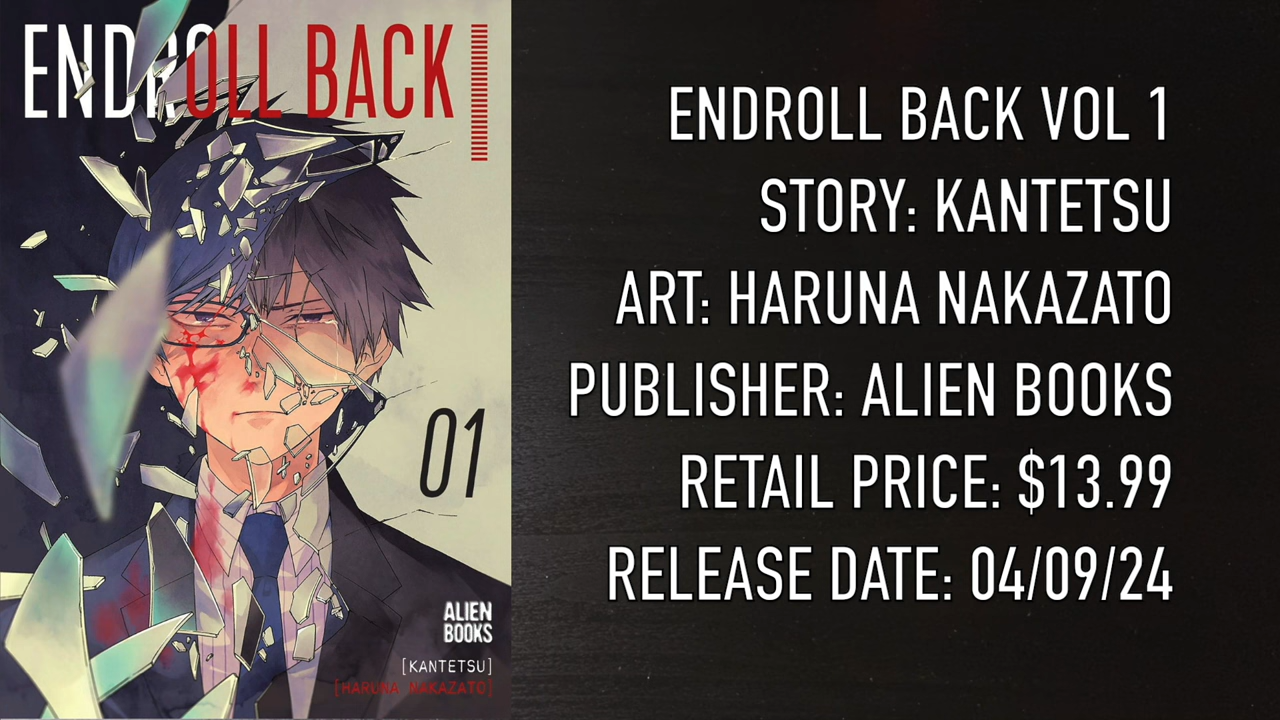 ENDROLL BACK
01
ALIEN
BOOKS
[KANTETSU]
[HARUNA NAKAZATO]
ENDROLL BACK VOL 1
STORY: KANTETSU
ART: HARUNA NAKAZATO
PUBLISHER: ALIEN BOOKS
RETAIL PRICE: $13.99
RELEASE DATE: 04/09/24